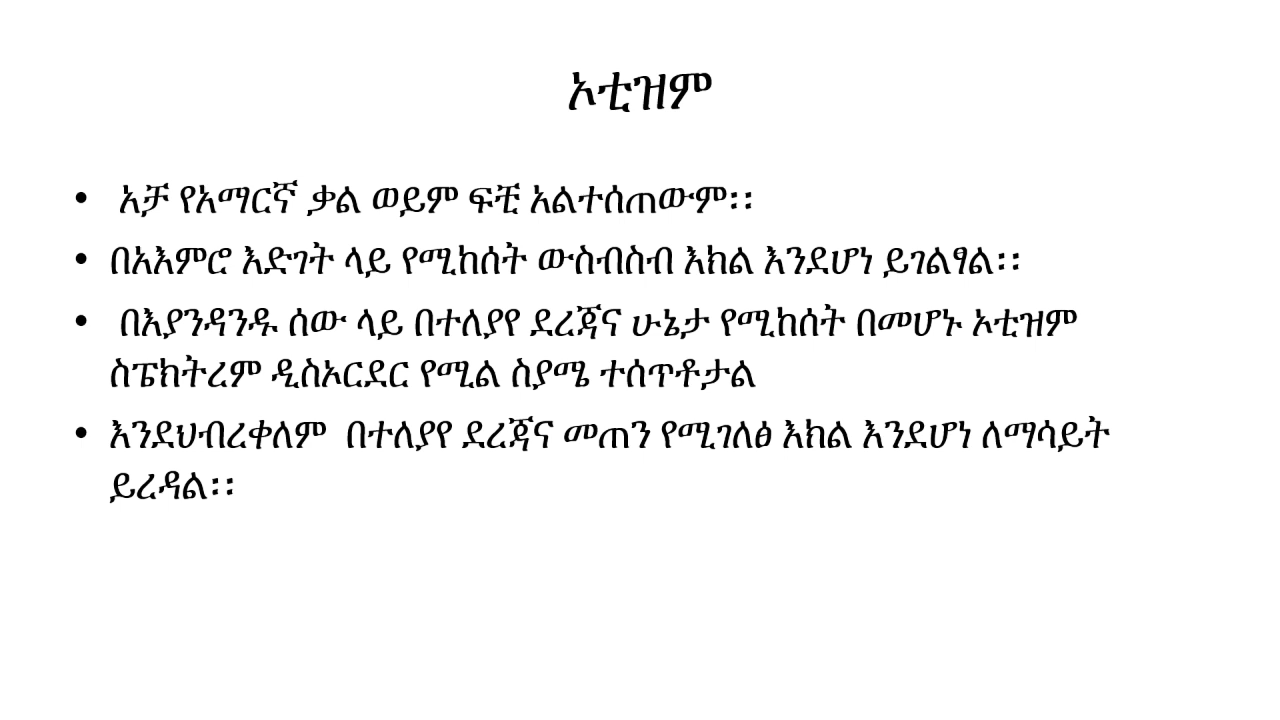 ኦቲዝም
• አቻ የአማርኛ ቃል ወይም ፍቺ አልተሰጠውም፡፡
• በአእምሮ እድገት ላይ የሚከሰት ውስብስብ እክል እንደሆነ ይገልፃል፡፡
• በእያንዳንዱ ሰው ላይ በተለያየ ደረጃና ሁኔታ የሚከሰት በመሆኑ ኦቲዝም
ስፔክትረም ዲስኦርደር የሚል ስያሜ ተሰጥቶታል
• እንደህብረቀለም በተለያየ ደረጃና መጠን የሚገለፅ እክል እንደሆነ ለማሳይት
ይረዳል፡፡